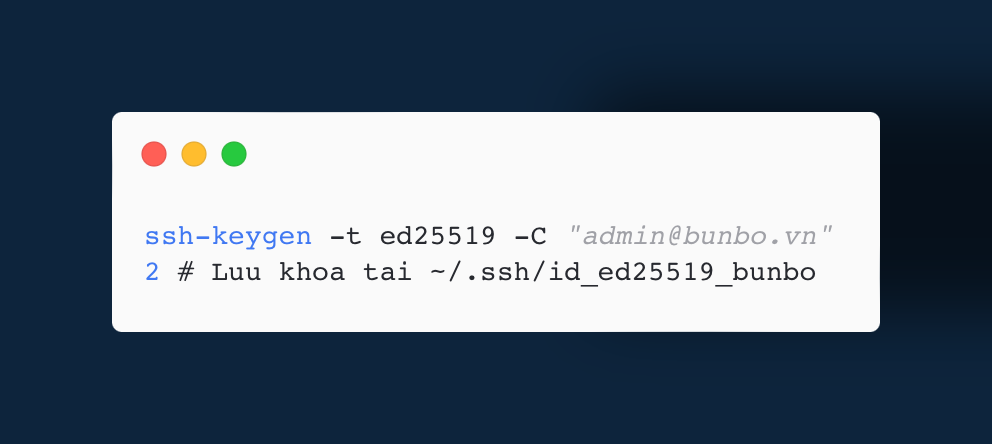 ssh-keygen -t ed25519 -C "admin@bunbo.vn"
2 # Luu khoa tai ~/.ssh/id_ed25519_bunbo